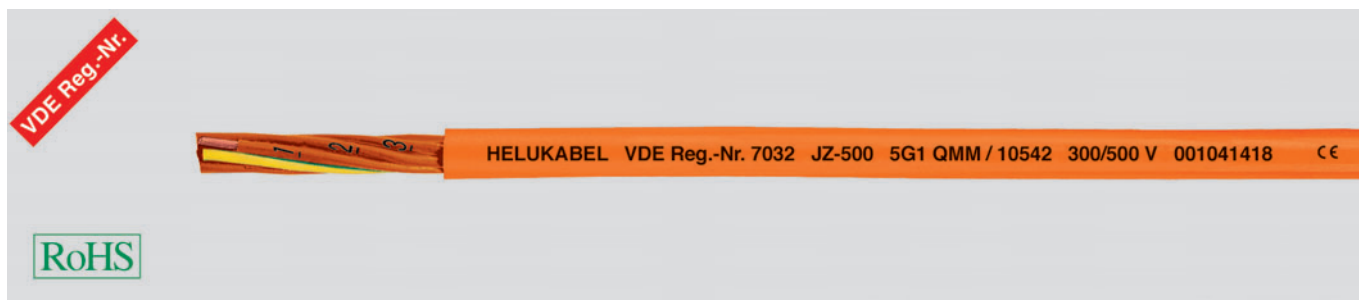 VDE Reg.-Nr.
1 2 3
HELUKABEL VDE Reg.-Nr. 7032 JZ-500 5G1 QMM / 10542 300/500 V 001041418 CE
RoHS